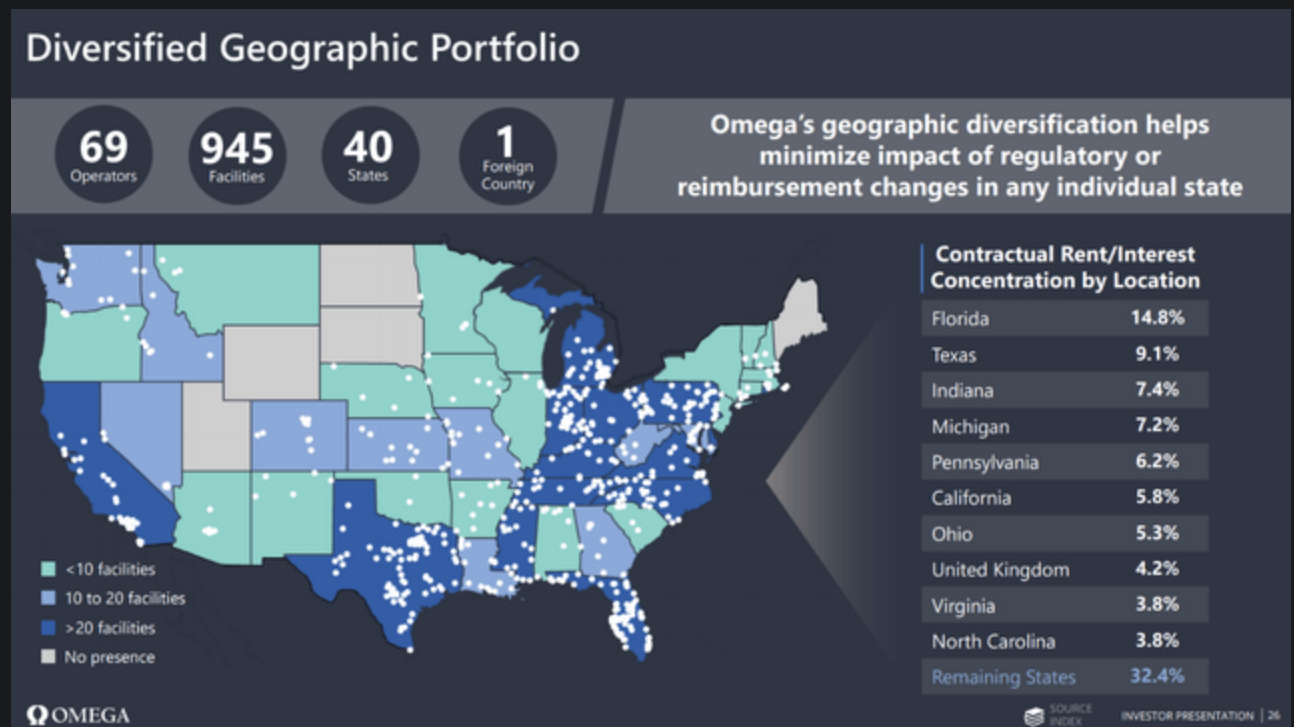 Diversified Geographic Portfolio
69
Operators
945
Facilities
40
States
1
Foreign
Country
Omega's geographic diversification helps
minimize impact of regulatory or
reimbursement changes in any individual state
<10 facilities
10 to 20 facilities
>20 facilities
No presence
Contractual Rent/Interest
Concentration by Location
Florida 14.8%
Texas 9.1%
Indiana 7.4%
Michigan 7.2%
Pennsylvania 6.2%
California 5.8%
Ohio 5.3%
United Kingdom 4.2%
Virginia 3.8%
North Carolina 3.8%
Remaining States 32.4%
OMEGA
SOURCE
INDEX
INVESTOR PRESENTATION | 26